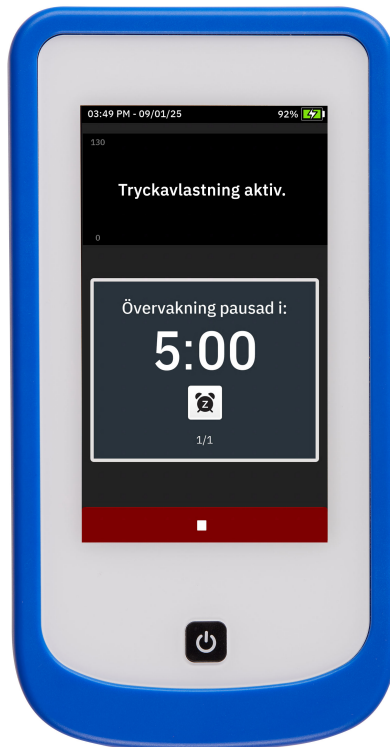 03:49 PM - 09/01/25 92%
130
Tryckavlastning aktiv.
0
Övervakning pausad i:
5:00
Z
1/1